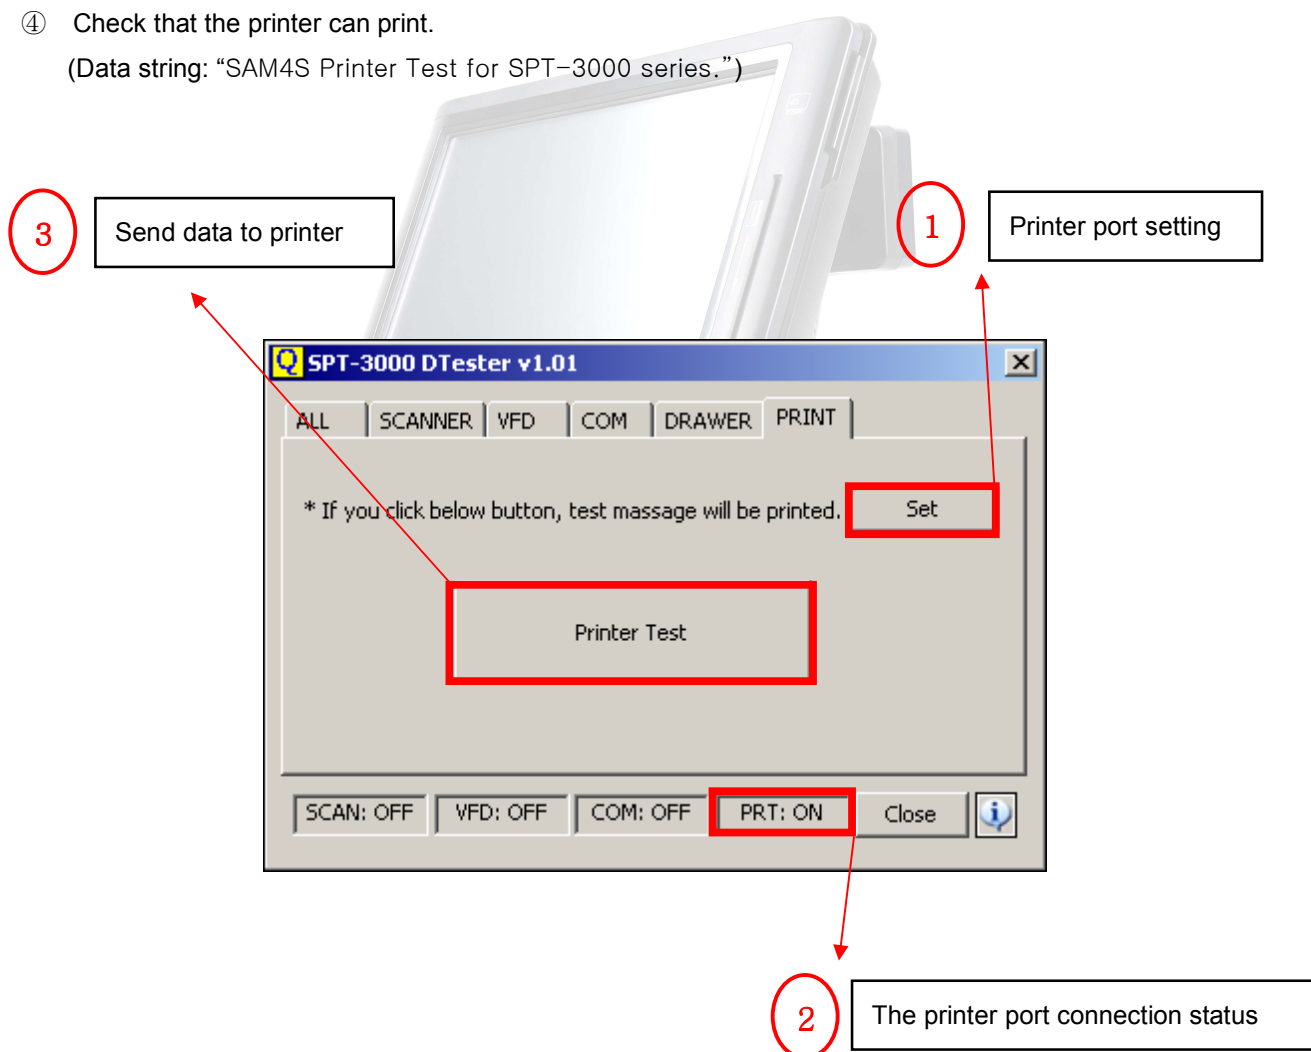 ④ Check that the printer can print.
(Data string: “SAM4S Printer Test for SPT-3000 series.”)
3 Send data to printer
1 Printer port setting
Q SPT-3000 DTester v1.01
ALL SCANNER VFD COM DRAWER PRINT
* If you click below button, test massage will be printed. Set
Printer Test
SCAN: OFF VFD: OFF COM: OFF PRT: ON Close
2 The printer port connection status